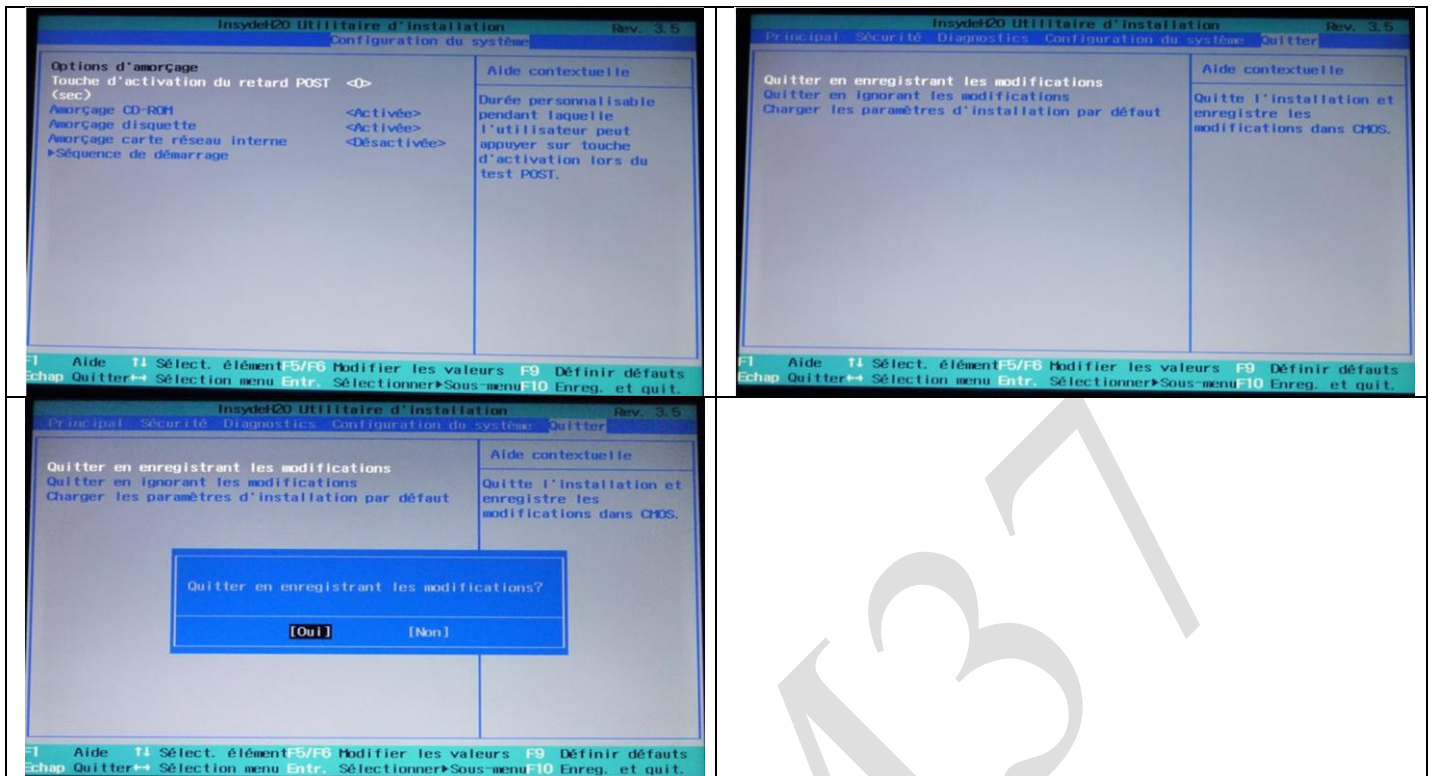 InsydeH20 Utilitaire d'installation Rev. 3.5
Configuration du système
Options d'amorçage
Touche d'activation du retard POST <0>
(sec)
Amorçage CD-ROM <Activée>
Amorçage disquette <Activée>
Amorçage carte réseau interne <Désactivée>
▶Séquence de démarrage
Aide contextuelle
Durée personnalisable
pendant laquelle
l'utilisateur peut
appuyer sur touche
d'activation lors du
test POST.
F1 Aide ↑↓ Sélect. élément F5/F6 Modifier les valeurs F9 Définir défauts
Echap Quitter ↔ Sélection menu Entr. Sélectionner▶Sous-menu F10 Enreg. et quit.
InsydeH20 Utilitaire d'installation Rev. 3.5
Principal Sécurité Diagnostics Configuration du système Quitter
Quitter en enregistrant les modifications
Quitter en ignorant les modifications
Charger les paramètres d'installation par défaut
Aide contextuelle
Quitte l'installation et
enregistre les
modifications dans CMOS.
F1 Aide ↑↓ Sélect. élément F5/F6 Modifier les valeurs F9 Définir défauts
Echap Quitter ↔ Sélection menu Entr. Sélectionner▶Sous-menu F10 Enreg. et quit.
InsydeH20 Utilitaire d'installation Rev. 3.5
Principal Sécurité Diagnostics Configuration du système Quitter
Quitter en enregistrant les modifications
Quitter en ignorant les modifications
Charger les paramètres d'installation par défaut
Aide contextuelle
Quitte l'installation et
enregistre les
modifications dans CMOS.
Quitter en enregistrant les modifications?
[Oui] [Non]
F1 Aide ↑↓ Sélect. élément F5/F6 Modifier les valeurs F9 Définir défauts
Echap Quitter ↔ Sélection menu Entr. Sélectionner▶Sous-menu F10 Enreg. et quit.